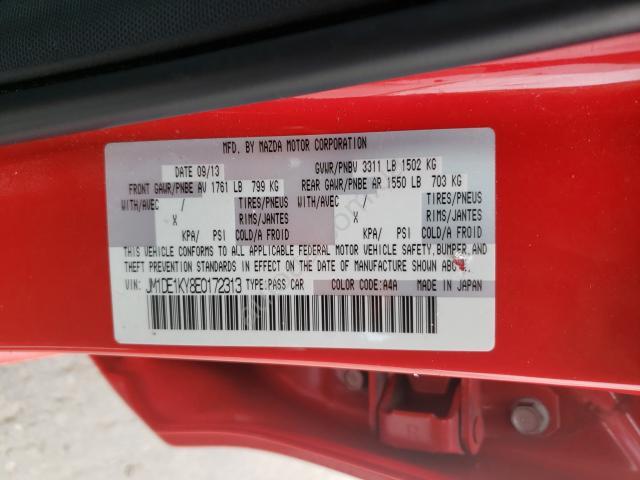 MFD. BY MAZDA MOTOR CORPORATION
DATE 09/13 GVWR/PNBV 3311 LB 1502 KG
FRONT GAWR/PNBE AV 1761 LB 799 KG REAR GAWR/PNBE AR 1550 LB 703 KG
WITH/AVEC / TIRES/PNEUS WITH/AVEC / TIRES/PNEUS
X RIMS/JANTES X RIMS/JANTES
KPA/ PSI COLD/A FROID KPA/ PSI COLD/A FROID
THIS VEHICLE CONFORMS TO ALL APPLICABLE FEDERAL MOTOR VEHICLE SAFETY, BUMPER, AND
THEFT PREVENTION STANDARDS IN EFFECT ON THE DATE OF MANUFACTURE SHOWN ABOVE.
VIN: JM1DE1KY8E0172313 TYPE:PASS CAR COLOR CODE: A4A MADE IN JAPAN
R